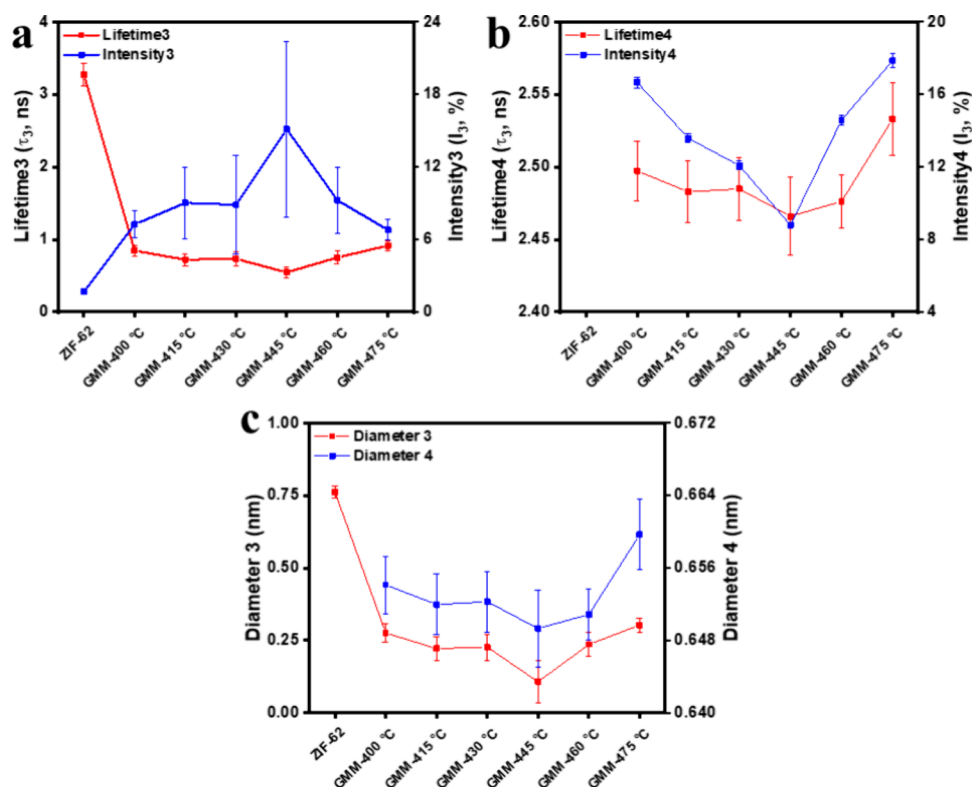 a
Lifetime3
Intensity3
Lifetime3 (τ3, ns)
Intensity3 (I3, %)
4
3
2
1
0
24
18
12
6
0
ZIF-62
GMM-400 °C
GMM-415 °C
GMM-430 °C
GMM-445 °C
GMM-460 °C
GMM-475 °C
b
Lifetime4
Intensity4
Lifetime4 (τ3, ns)
Intensity4 (I3, %)
2.60
2.55
2.50
2.45
2.40
20
16
12
8
4
ZIF-62
GMM-400 °C
GMM-415 °C
GMM-430 °C
GMM-445 °C
GMM-460 °C
GMM-475 °C
c
Diameter 3
Diameter 4
Diameter 3 (nm)
Diameter 4 (nm)
1.00
0.75
0.50
0.25
0.00
0.672
0.664
0.656
0.648
0.640
ZIF-62
GMM-400 °C
GMM-415 °C
GMM-430 °C
GMM-445 °C
GMM-460 °C
GMM-475 °C